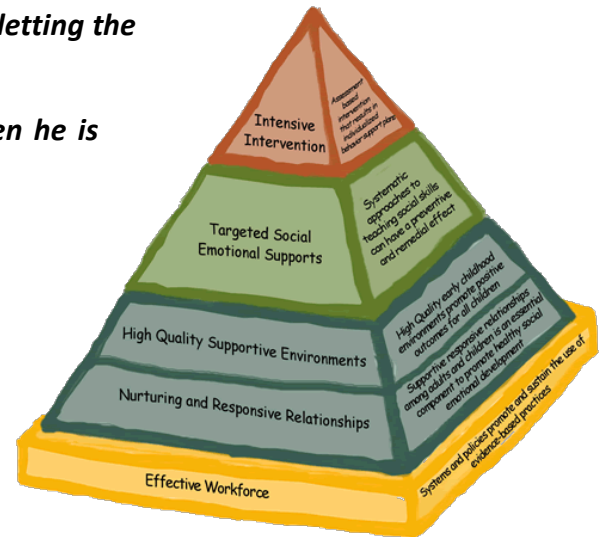 letting the
en he is
Intensive
Intervention
Assessment
based
intervention
that results in
individualized
behavior support plans
Targeted Social
Emotional Supports
Systematic
approaches to
teaching social skills
can have a preventive
and remedial effect
High Quality Supportive Environments
High Quality early childhood
environments promote positive
outcomes for all children
Nurturing and Responsive Relationships
Supportive responsive relationships
among adults and children is an essential
component to promote healthy social
emotional development
Effective Workforce
Systems and policies promote and sustain the use of
evidence-based practices